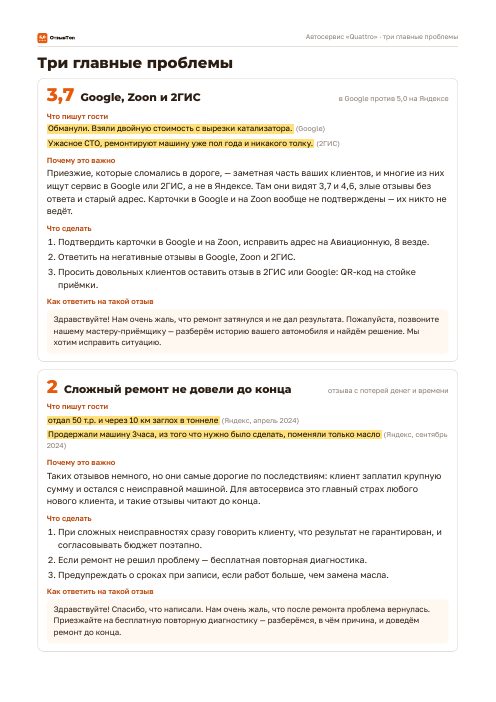 ОтзывТоп
Автосервис «Quattro» · три главные проблемы
Три главные проблемы
3,7 Google, Zoon и 2ГИС
в Google против 5,0 на Яндексе
Что пишут гости
Обманули. Взяли двойную стоимость с вырезки катализатора. (Google)
Ужасное СТО, ремонтируют машину уже пол года и никакого толку. (2ГИС)
Почему это важно
Приезжие, которые сломались в дороге, — заметная часть ваших клиентов, и многие из них
ищут сервис в Google или 2ГИС, а не в Яндексе. Там они видят 3,7 и 4,6, злые отзывы без
ответа и старый адрес. Карточки в Google и на Zoon вообще не подтверждены — их никто не
ведёт.
Что сделать
1. Подтвердить карточки в Google и на Zoon, исправить адрес на Авиационную, 8 везде.
2. Ответить на негативные отзывы в Google, Zoon и 2ГИС.
3. Просить довольных клиентов оставить отзыв в 2ГИС или Google: QR-код на стойке
приёмки.
Как ответить на такой отзыв
Здравствуйте! Нам очень жаль, что ремонт затянулся и не дал результата. Пожалуйста, позвоните
нашему мастеру-приёмщику — разберём историю вашего автомобиля и найдём решение. Мы
хотим исправить ситуацию.
2 Сложный ремонт не довели до конца
отзыва с потерей денег и времени
Что пишут гости
отдал 50 т.р. и через 10 км заглох в тоннеле (Яндекс, апрель 2024)
Продержали машину 3часа, из того что нужно было сделать, поменяли только масло (Яндекс, сентябрь
2024)
Почему это важно
Таких отзывов немного, но они самые дорогие по последствиям: клиент заплатил крупную
сумму и остался с неисправной машиной. Для автосервиса это главный страх любого
нового клиента, и такие отзывы читают до конца.
Что сделать
1. При сложных неисправностях сразу говорить клиенту, что результат не гарантирован, и
согласовывать бюджет поэтапно.
2. Если ремонт не решил проблему — бесплатная повторная диагностика.
3. Предупреждать о сроках при записи, если работ больше, чем замена масла.
Как ответить на такой отзыв
Здравствуйте! Спасибо, что написали. Нам очень жаль, что после ремонта проблема вернулась.
Приезжайте на бесплатную повторную диагностику — разберёмся, в чём причина, и доведём
ремонт до конца.